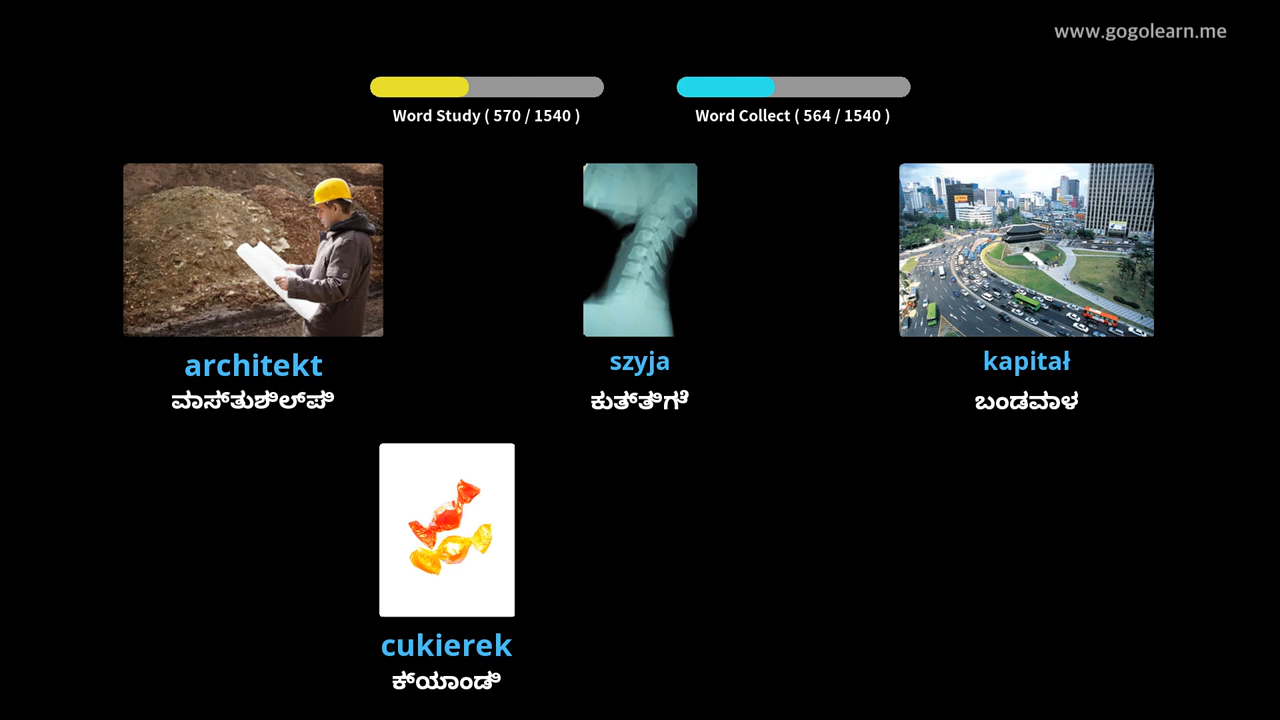 www.gogolearn.me
Word Study ( 570 / 1540 )
Word Collect ( 564 / 1540 )
architekt
ವಾಸ್ತುಶಿಲ್ಪಿ
szyja
ಕುತ್ತಿಗೆ
kapitał
ಬಂಡವಾಳ
cukierek
ಕ್ಯಾಂಡಿ